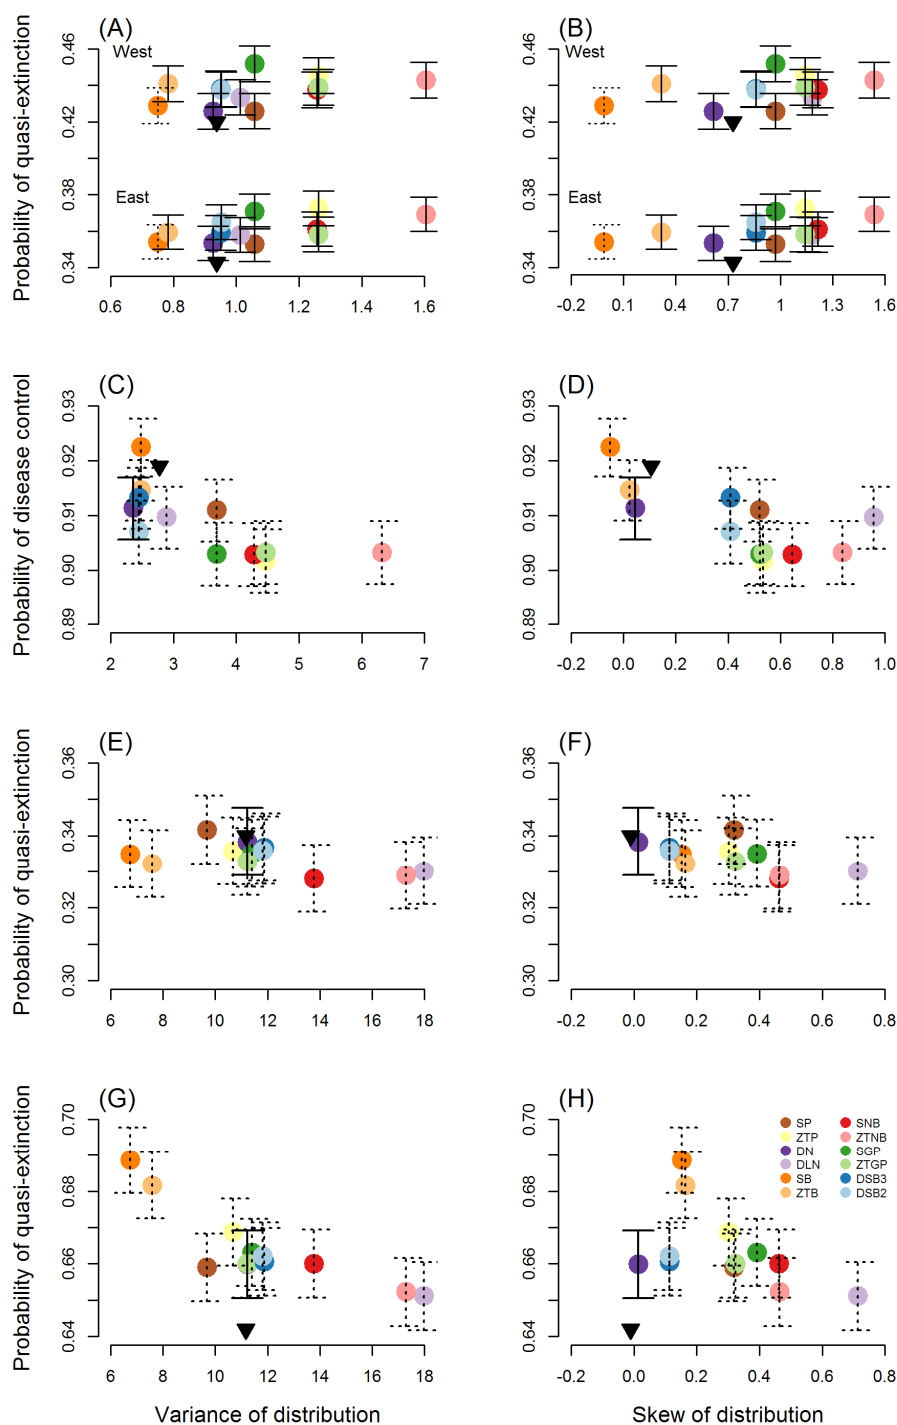 (A) (B)
Probability of quasi-extinction
0.34 0.38 0.42 0.46
West
East
0.6 0.8 1.0 1.2 1.4 1.6
0.34 0.38 0.42 0.46
West
East
-0.2 0.1 0.4 0.7 1 1.3 1.6
(C) (D)
Probability of disease control
0.89 0.90 0.91 0.92 0.93
2 3 4 5 6 7
0.89 0.90 0.91 0.92 0.93
-0.2 0.0 0.2 0.4 0.6 0.8 1.0
(E) (F)
Probability of quasi-extinction
0.30 0.32 0.34 0.36
6 8 10 12 14 16 18
0.30 0.32 0.34 0.36
-0.2 0.0 0.2 0.4 0.6 0.8
(G) (H)
Probability of quasi-extinction
0.64 0.66 0.68 0.70
6 8 10 12 14 16 18
0.64 0.66 0.68 0.70
SP SNB
ZTP ZTNB
DN SGP
DLN ZTGP
SB DSB3
ZTB DSB2
-0.2 0.0 0.2 0.4 0.6 0.8
Variance of distribution
Skew of distribution